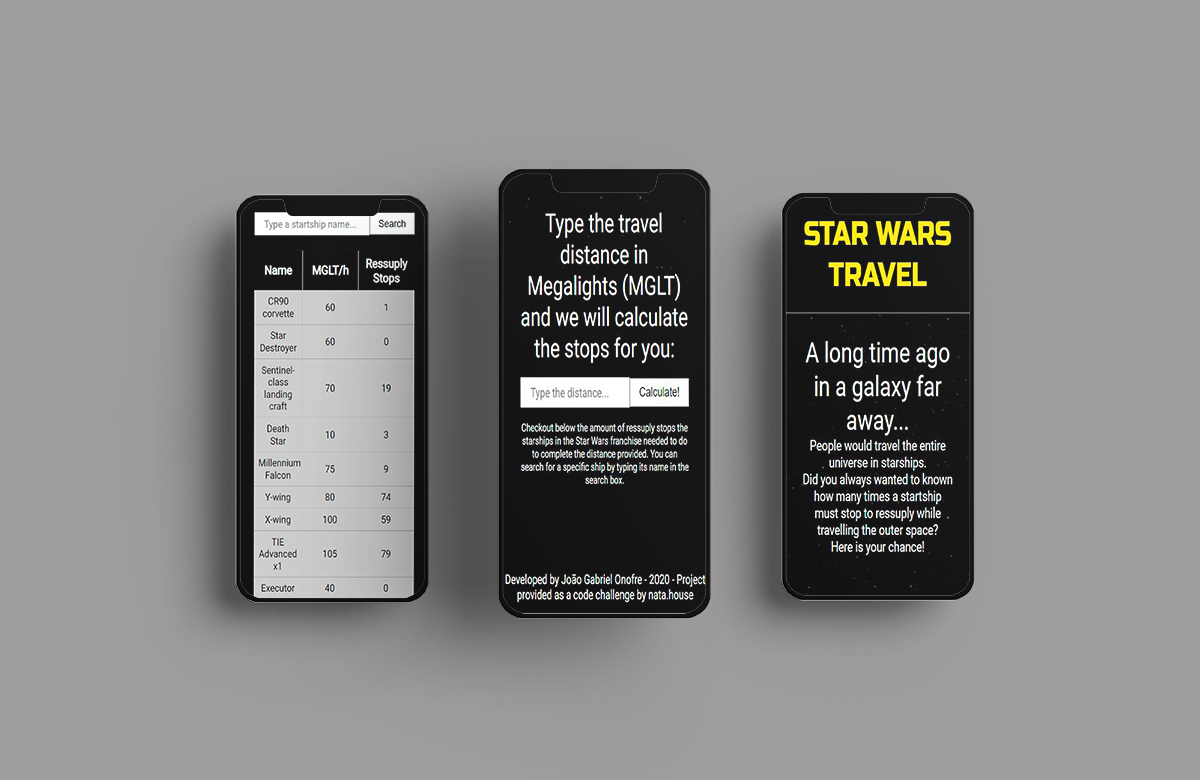 Type a startship name... Search
Name MGLT/h Ressuply
Stops
CR90
corvette 60 1
Star
Destroyer 60 0
Sentinel-
class
landing
craft 70 19
Death
Star 10 3
Millennium
Falcon 75 9
Y-wing 80 74
X-wing 100 59
TIE
Advanced
x1 105 79
Executor 40 0
Type the travel
distance in
Megalights (MGLT)
and we will calculate
the stops for you:
Type the distance... Calculate!
Checkout below the amount of ressuply stops the
starships in the Star Wars franchise needed to do
to complete the distance provided. You can
search for a specific ship by typing its name in the
search box.
Developed by João Gabriel Onofre - 2020 - Project
provided as a code challenge by nata.house
STAR WARS
TRAVEL
A long time ago
in a galaxy far
away...
People would travel the entire
universe in starships.
Did you always wanted to known
how many times a startship
must stop to ressuply while
travelling the outer space?
Here is your chance!